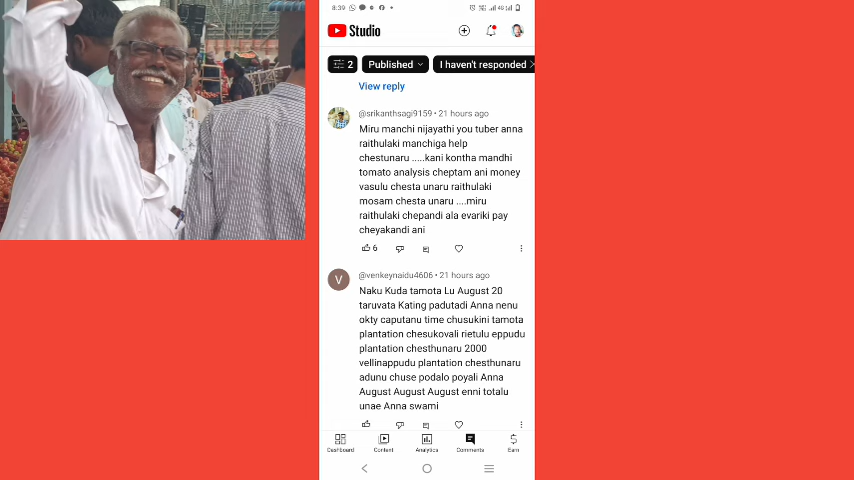 8:39
Studio
2
Published
I haven't responded
View reply
@srikanthsagi9159 • 21 hours ago
Miru manchi nijayathi you tuber anna
raithulaki manchiga help
chestunaru .....kani kontha mandhi
tomato analysis cheptam ani money
vasulu chesta unaru raithulaki
mosam chesta unaru ....miru
raithulaki chepandi ala evariki pay
cheyakandi ani
6
V
@venkeynaidu4606 • 21 hours ago
Naku Kuda tamota Lu August 20
taruvata Kating padutadi Anna nenu
okty caputanu time chusukini tamota
plantation chesukovali rietulu eppudu
plantation chesthunaru 2000
vellinappudu plantation chesthunaru
adunu chuse podalo poyali Anna
August August August enni totalu
unae Anna swami
Dashboard
Content
Analytics
Comments
Earn